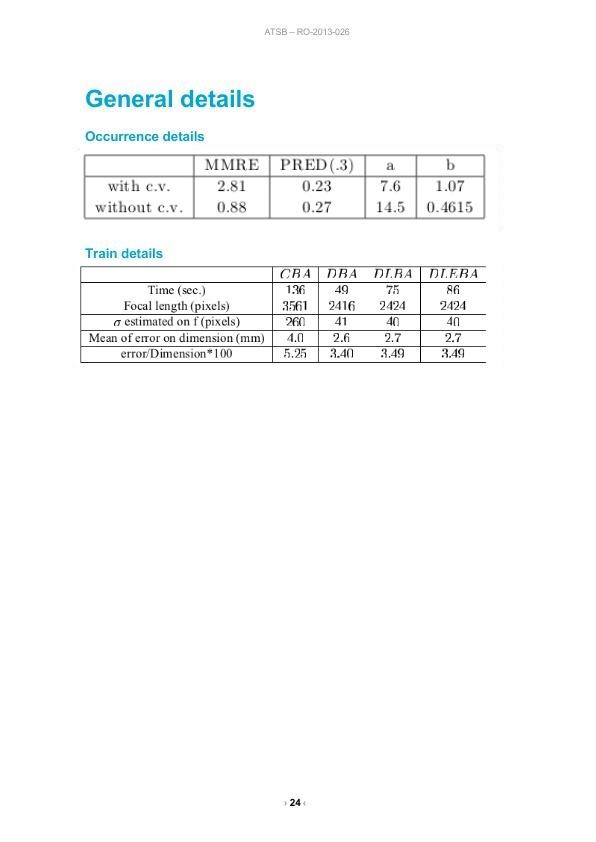 ATSB – RO-2013-026
General details
Occurrence details
MMRE PRED(.3) a b
with c.v. 2.81 0.23 7.6 1.07
without c.v. 0.88 0.27 14.5 0.4615
Train details
CBA DBA DLBA DLEBA
Time (sec.) 136 49 75 86
Focal length (pixels) 3561 2416 2424 2424
σ estimated on f (pixels) 260 41 40 40
Mean of error on dimension (mm) 4.0 2.6 2.7 2.7
error/Dimension*100 5.25 3.40 3.49 3.49
› 24 ‹